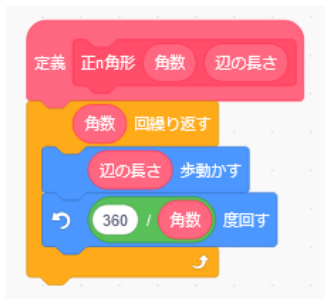 定義 正n角形 角数 辺の長さ
角数 回繰り返す
辺の長さ 歩動かす
360 / 角数 度回す